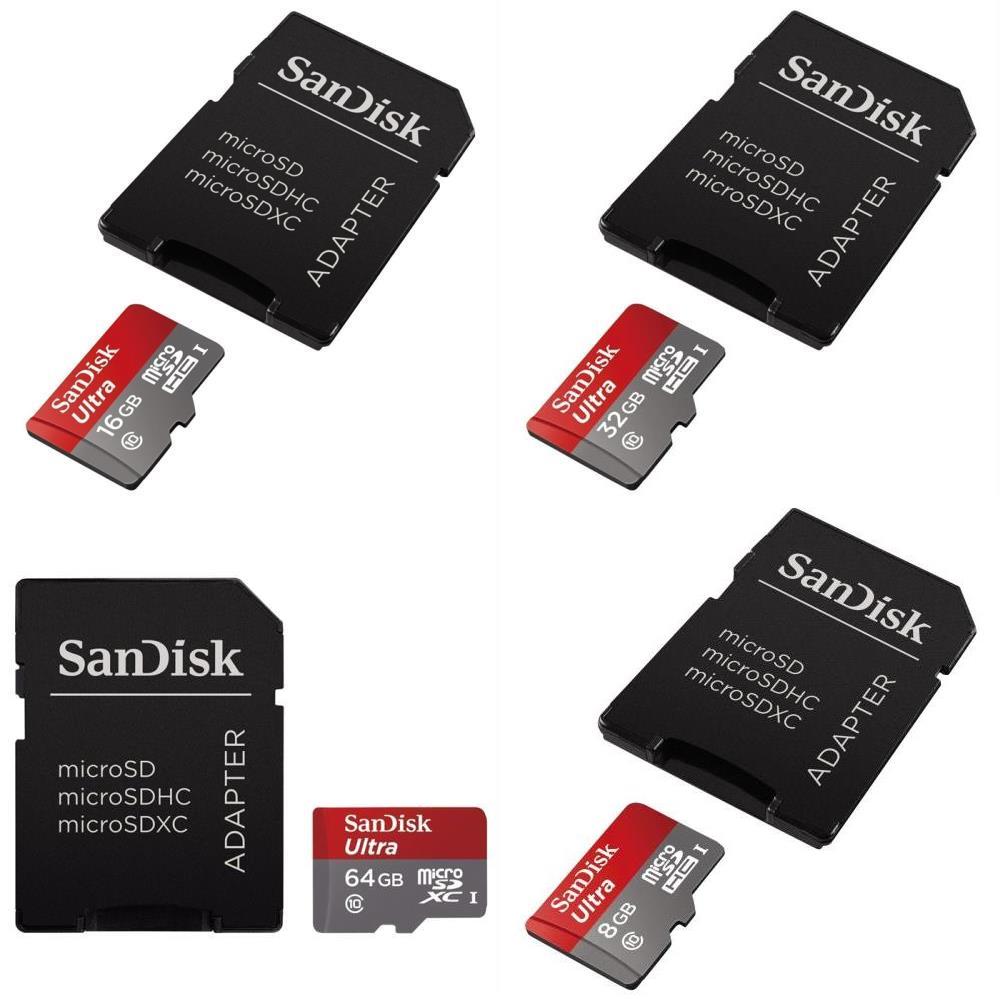 SanDisk
microSD
microSDHC
microSDXC
ADAPTER
SanDisk
Ultra
16GB
micro
SD
HC I
10
SanDisk
microSD
microSDHC
microSDXC
ADAPTER
SanDisk
Ultra
32GB
micro
SD
HC I
10
SanDisk
microSD
microSDHC
microSDXC
ADAPTER
SanDisk
Ultra
64GB
micro
SD
XC I
10
SanDisk
microSD
microSDHC
microSDXC
ADAPTER
SanDisk
Ultra
8GB
micro
SD
HC I
10